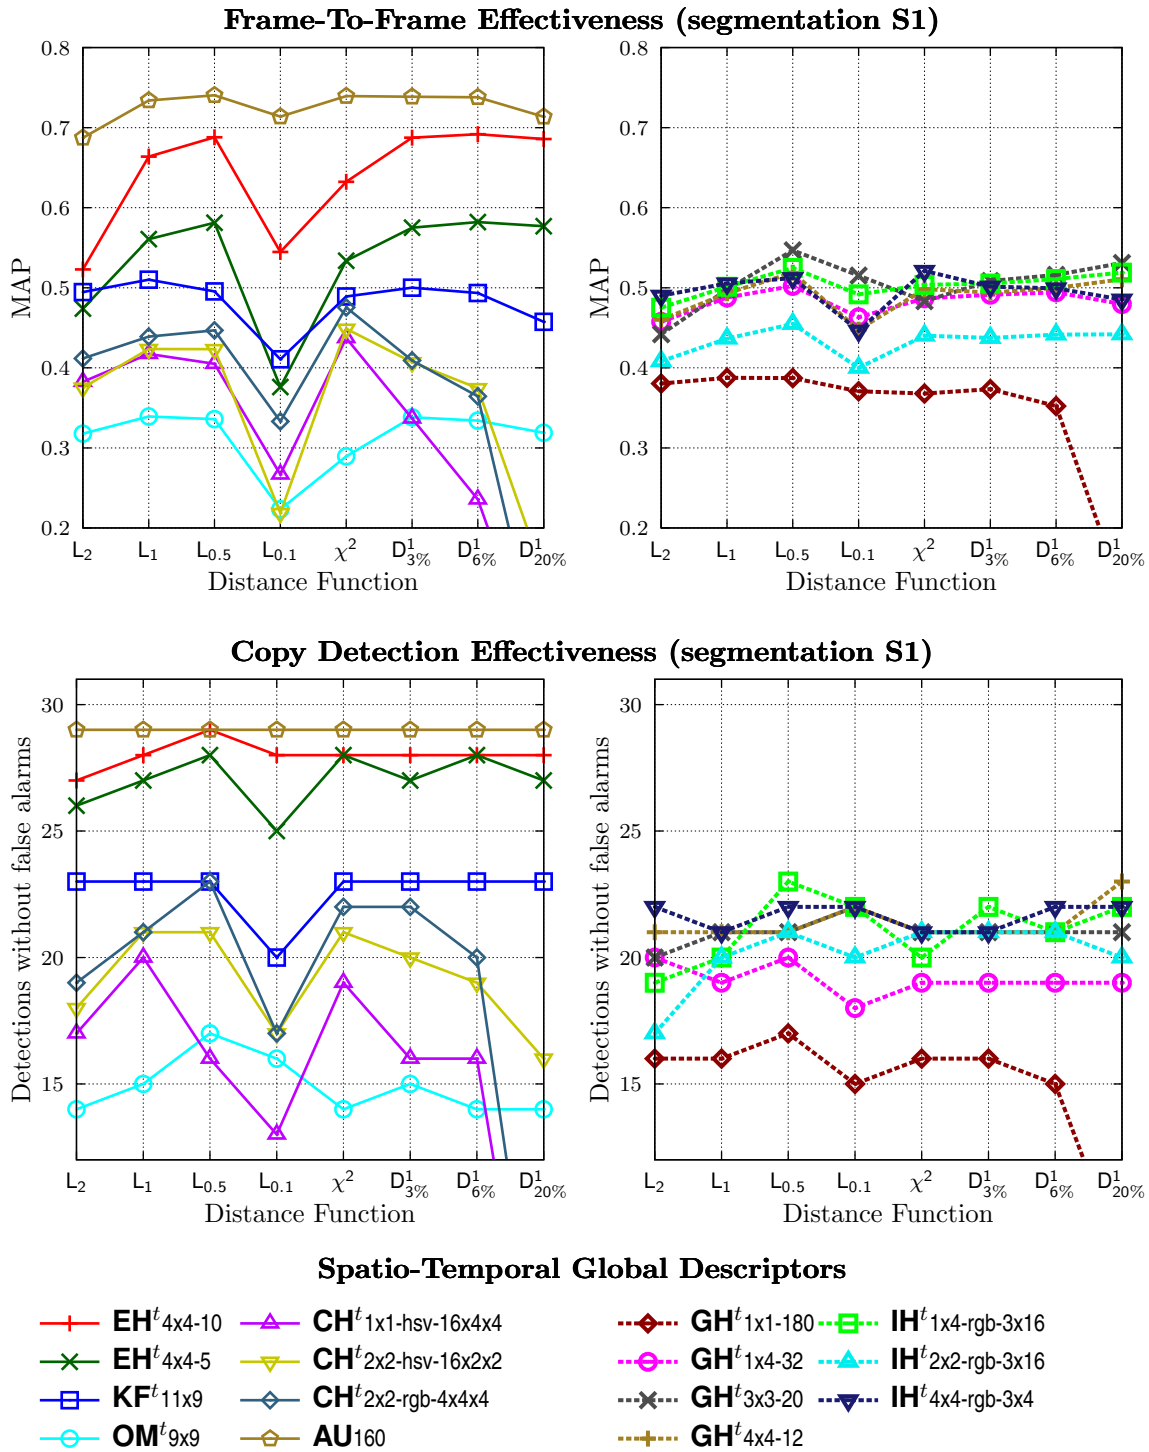 Frame-To-Frame Effectiveness (segmentation S1)
0.8
0.7
0.6
0.5
0.4
0.3
0.2
MAP
L2 L1 L0.5 L0.1 χ² D¹3% D¹6% D¹20%
Distance Function
0.8
0.7
0.6
0.5
0.4
0.3
0.2
MAP
L2 L1 L0.5 L0.1 χ² D¹3% D¹6% D¹20%
Distance Function
Copy Detection Effectiveness (segmentation S1)
30
25
20
15
Detections without false alarms
L2 L1 L0.5 L0.1 χ² D¹3% D¹6% D¹20%
Distance Function
30
25
20
15
Detections without false alarms
L2 L1 L0.5 L0.1 χ² D¹3% D¹6% D¹20%
Distance Function
Spatio-Temporal Global Descriptors
EHᵗ4x4-10
EHᵗ4x4-5
KFᵗ11x9
OMᵗ9x9
CHᵗ1x1-hsv-16x4x4
CHᵗ2x2-hsv-16x2x2
CHᵗ2x2-rgb-4x4x4
AU160
GHᵗ1x1-180
GHᵗ1x4-32
GHᵗ3x3-20
GHᵗ4x4-12
IHᵗ1x4-rgb-3x16
IHᵗ2x2-rgb-3x16
IHᵗ4x4-rgb-3x4